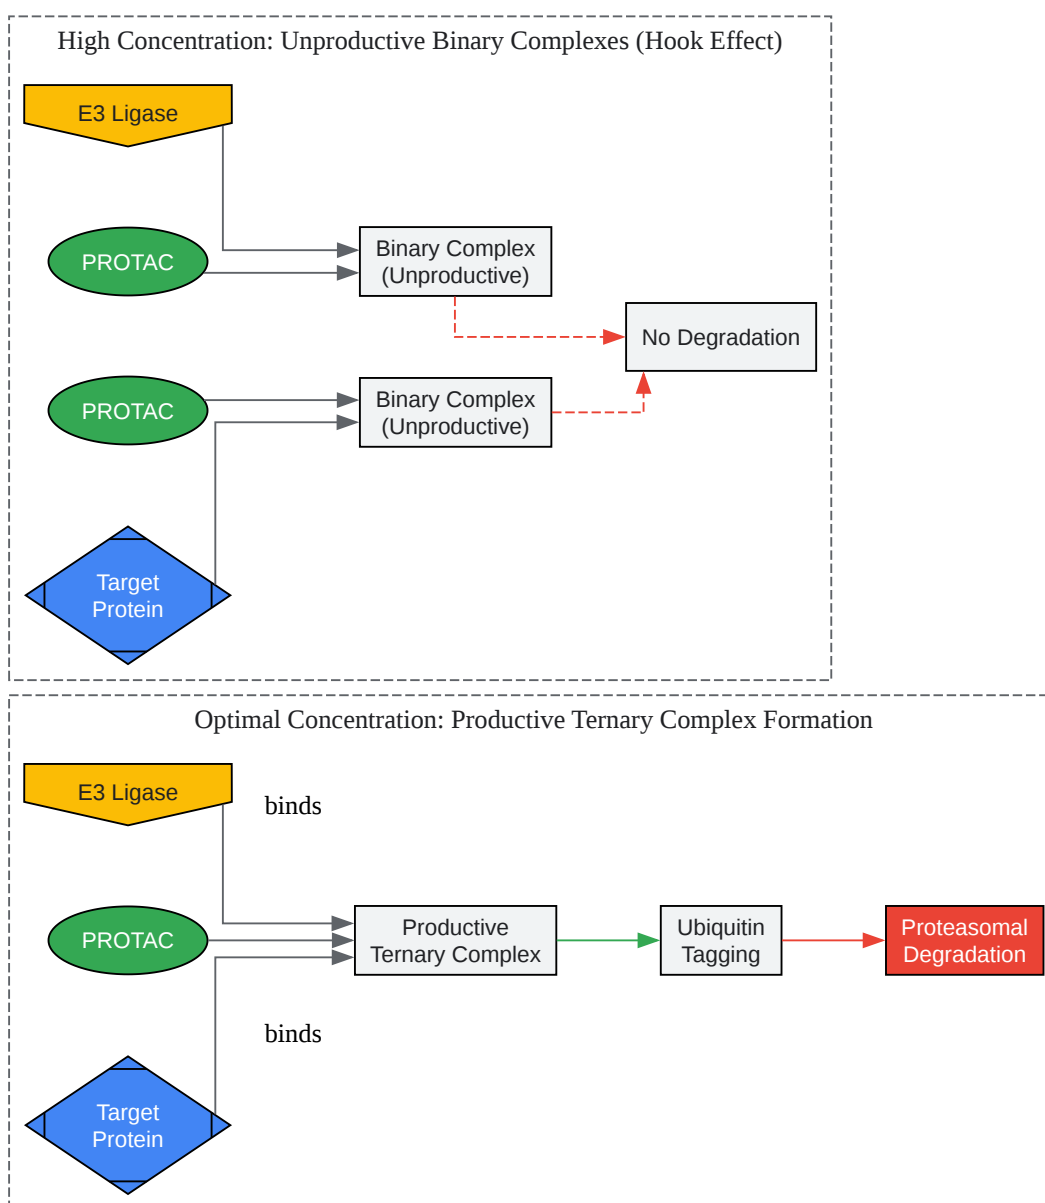 High Concentration: Unproductive Binary Complexes (Hook Effect)
E3 Ligase
PROTAC
Binary Complex
(Unproductive)
No Degradation
PROTAC
Binary Complex
(Unproductive)
Target
Protein
Optimal Concentration: Productive Ternary Complex Formation
E3 Ligase
binds
PROTAC
Productive
Ternary Complex
Ubiquitin
Tagging
Proteasomal
Degradation
binds
Target
Protein